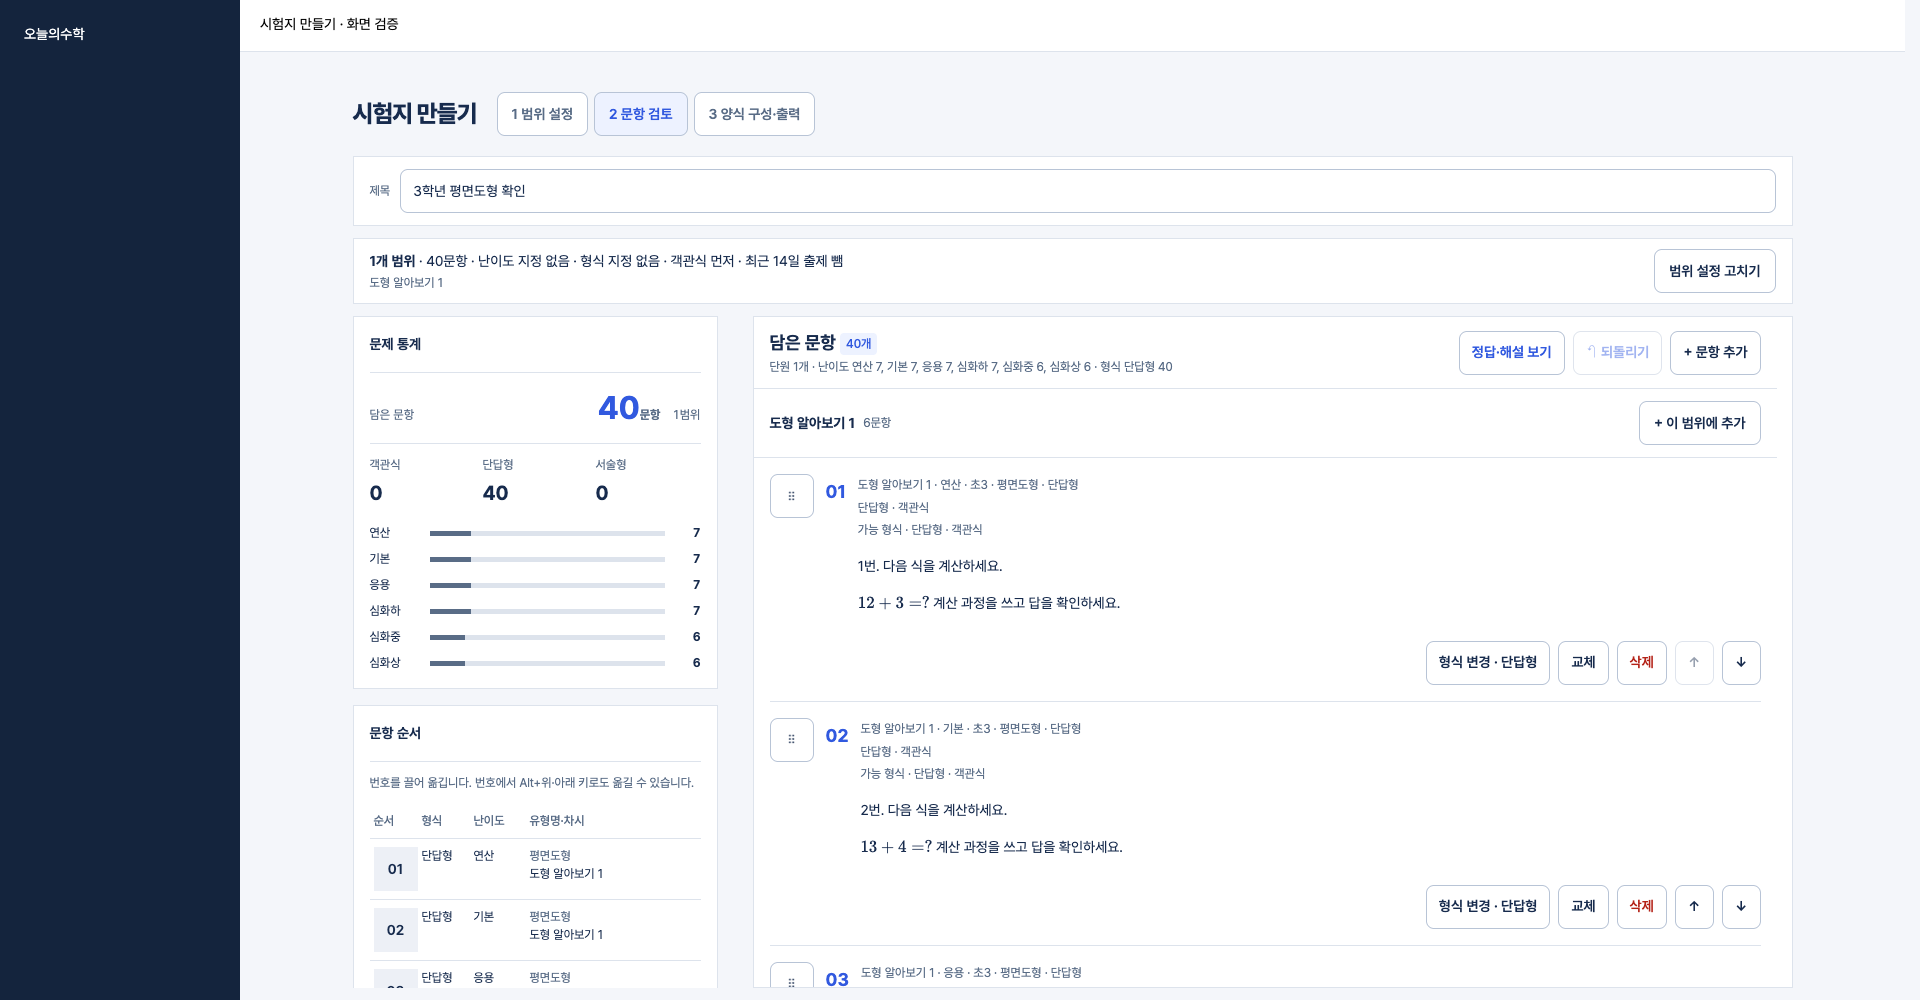 오늘의수학
시험지 만들기 · 화면 검증
시험지 만들기
1 범위 설정
2 문항 검토
3 양식 구성·출력
제목
3학년 평면도형 확인
1개 범위 · 40문항 · 난이도 지정 없음 · 형식 지정 없음 · 객관식 먼저 · 최근 14일 출제 뺌
도형 알아보기 1
범위 설정 고치기
문제 통계
담은 문항 40문항 1범위
객관식 단답형 서술형
0 40 0
연산 7
기본 7
응용 7
심화하 7
심화중 6
심화상 6
문항 순서
번호를 끌어 옮깁니다. 번호에서 Alt+위·아래 키로도 옮길 수 있습니다.
순서 형식 난이도 유형명·차시
01 단답형 연산 평면도형
도형 알아보기 1
02 단답형 기본 평면도형
도형 알아보기 1
단답형 응용 평면도형
담은 문항 40개
단원 1개 · 난이도 연산 7, 기본 7, 응용 7, 심화하 7, 심화중 6, 심화상 6 · 형식 단답형 40
정답·해설 보기
되돌리기
+ 문항 추가
도형 알아보기 1 6문항
+ 이 범위에 추가
01 도형 알아보기 1 · 연산 · 초3 · 평면도형 · 단답형
단답형 · 객관식
가능 형식 · 단답형 · 객관식
1번. 다음 식을 계산하세요.
12 + 3 =? 계산 과정을 쓰고 답을 확인하세요.
형식 변경 · 단답형 교체 삭제 ↑ ↓
02 도형 알아보기 1 · 기본 · 초3 · 평면도형 · 단답형
단답형 · 객관식
가능 형식 · 단답형 · 객관식
2번. 다음 식을 계산하세요.
13 + 4 =? 계산 과정을 쓰고 답을 확인하세요.
형식 변경 · 단답형 교체 삭제 ↑ ↓
03 도형 알아보기 1 · 응용 · 초3 · 평면도형 · 단답형